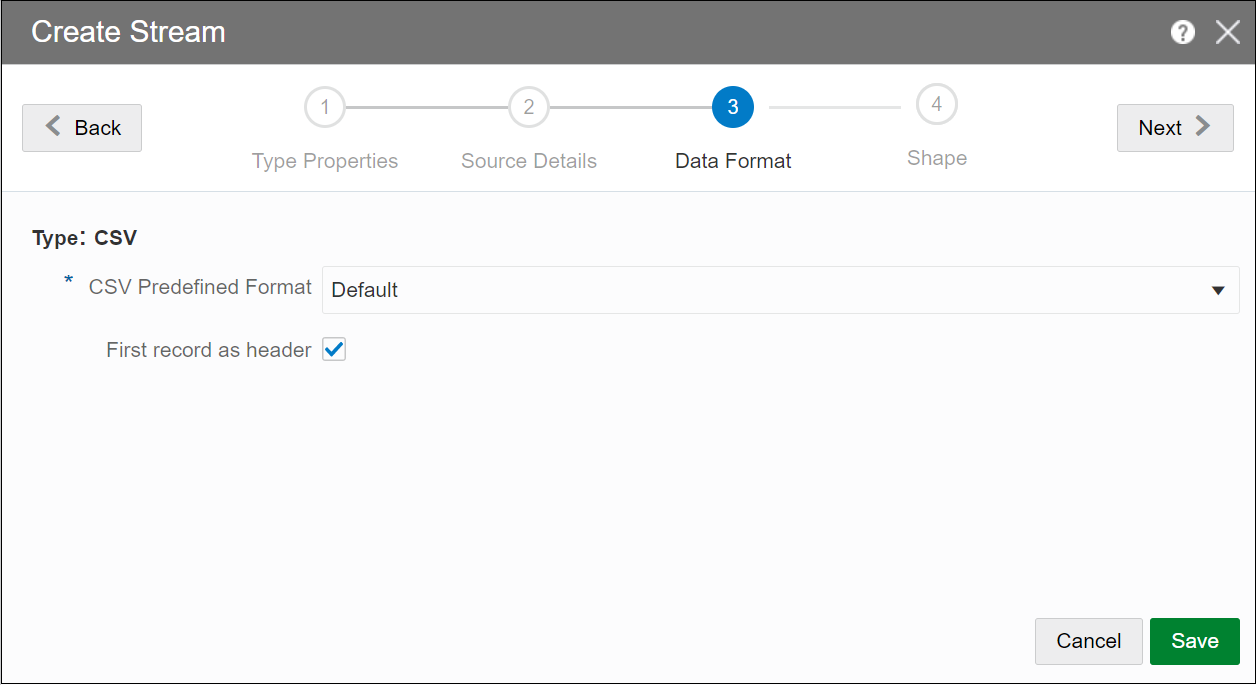 Create Stream
?
Back
1
2
3
4
Next
Type Properties
Source Details
Data Format
Shape
Type: CSV
* CSV Predefined Format
Default
First record as header
Cancel
Save